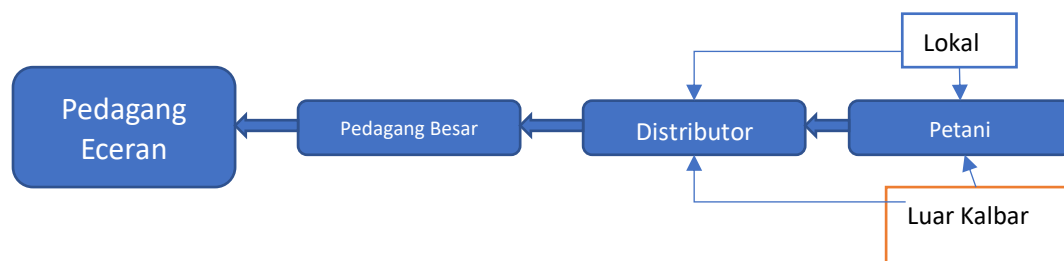 Lokal
Pedagang
Eceran
Pedagang Besar
Distributor
Petani
Luar Kalbar